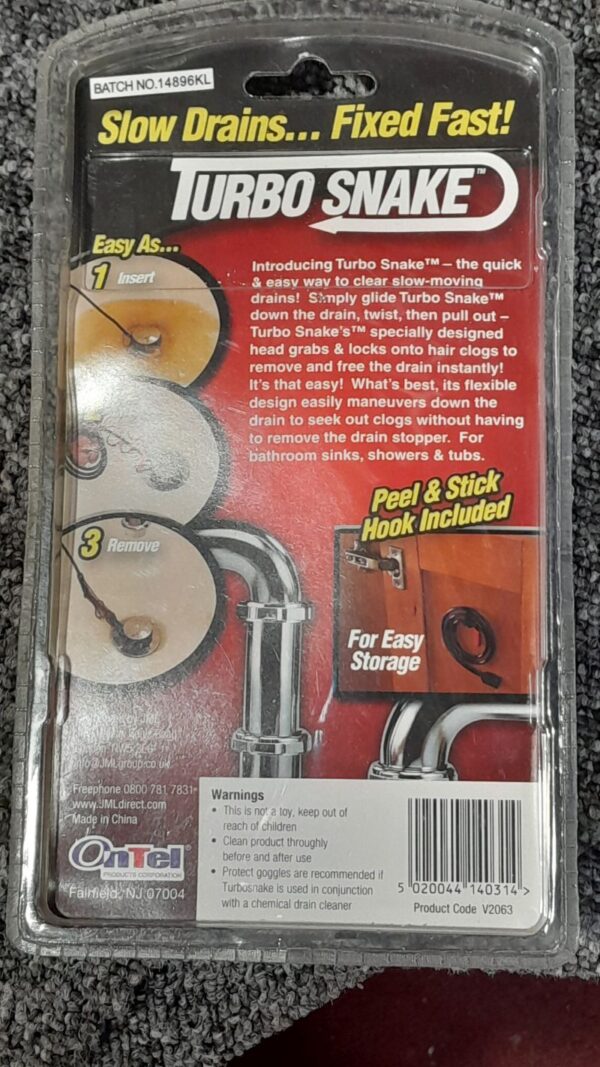 BATCH NO.14896KL
Slow Drains... Fixed Fast!
TURBO SNAKE™
Easy As...
1 Insert
Introducing Turbo Snake™ – the quick
& easy way to clear slow-moving
drains! Simply glide Turbo Snake™
down the drain, twist, then pull out –
Turbo Snake's™ specially designed
head grabs & locks onto hair clogs to
remove and free the drain instantly!
It's that easy! What's best, its flexible
design easily maneuvers down the
drain to seek out clogs without having
to remove the drain stopper. For
bathroom sinks, showers & tubs.
3 Remove
Peel & Stick
Hook Included
For Easy
Storage
by JML
NW5
info@JMLgroup.co.uk
Freephone 0800 781 7831
www.JMLdirect.com
Made in China
OnTel
PRODUCTS CORPORATION
Fairfield, NJ 07004
Warnings
• This is not a toy, keep out of
reach of children
• Clean product throughly
before and after use
• Protect goggles are recommended if
Turbosnake is used in conjunction
with a chemical drain cleaner
5 020044 140314 >
Product Code V2063